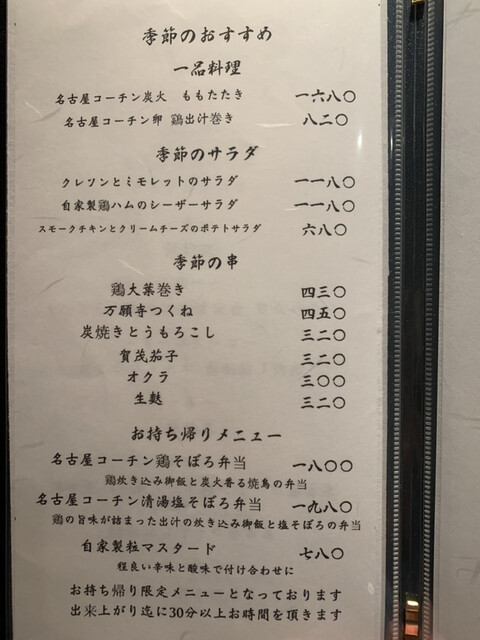 季節のおすすめ
一品料理
名古屋コーチン炭火 ももたたき 一六八〇
名古屋コーチン卵 鶏出汁巻き 八二〇
季節のサラダ
クレソンとミモレットのサラダ 一一八〇
自家製鶏ハムのシーザーサラダ 一一八〇
スモークチキンとクリームチーズのポテトサラダ 六八〇
季節の串
鶏大葉巻き 四三〇
万願寺つくね 四五〇
炭焼きとうもろこし 三二〇
賀茂茄子 三二〇
オクラ 三〇〇
生麩 三二〇
お持ち帰りメニュー
名古屋コーチン鶏そぼろ弁当 一八〇〇
鶏炊き込み御飯と炭火香る焼鳥の弁当
名古屋コーチン清湯塩そぼろ弁当 一九八〇
鶏の旨味が詰まった出汁の炊き込み御飯と塩そぼろの弁当
自家製粒マスタード 七八〇
程良い辛味と酸味で付け合わせに
お持ち帰り限定メニューとなっております
出来上がり迄に30分以上お時間を頂きます